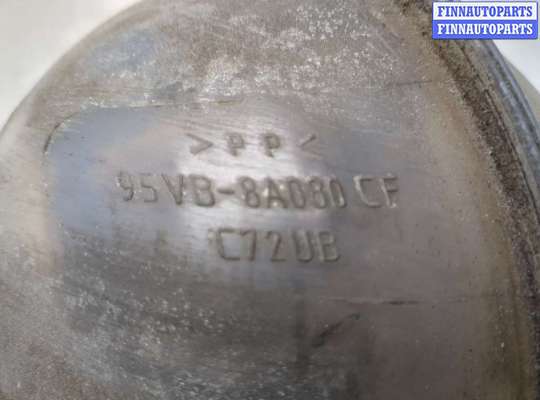 FINNAUTOPARTS
FINNAUTOPARTS
>PP<
95VB-8A080 CF
C72UB